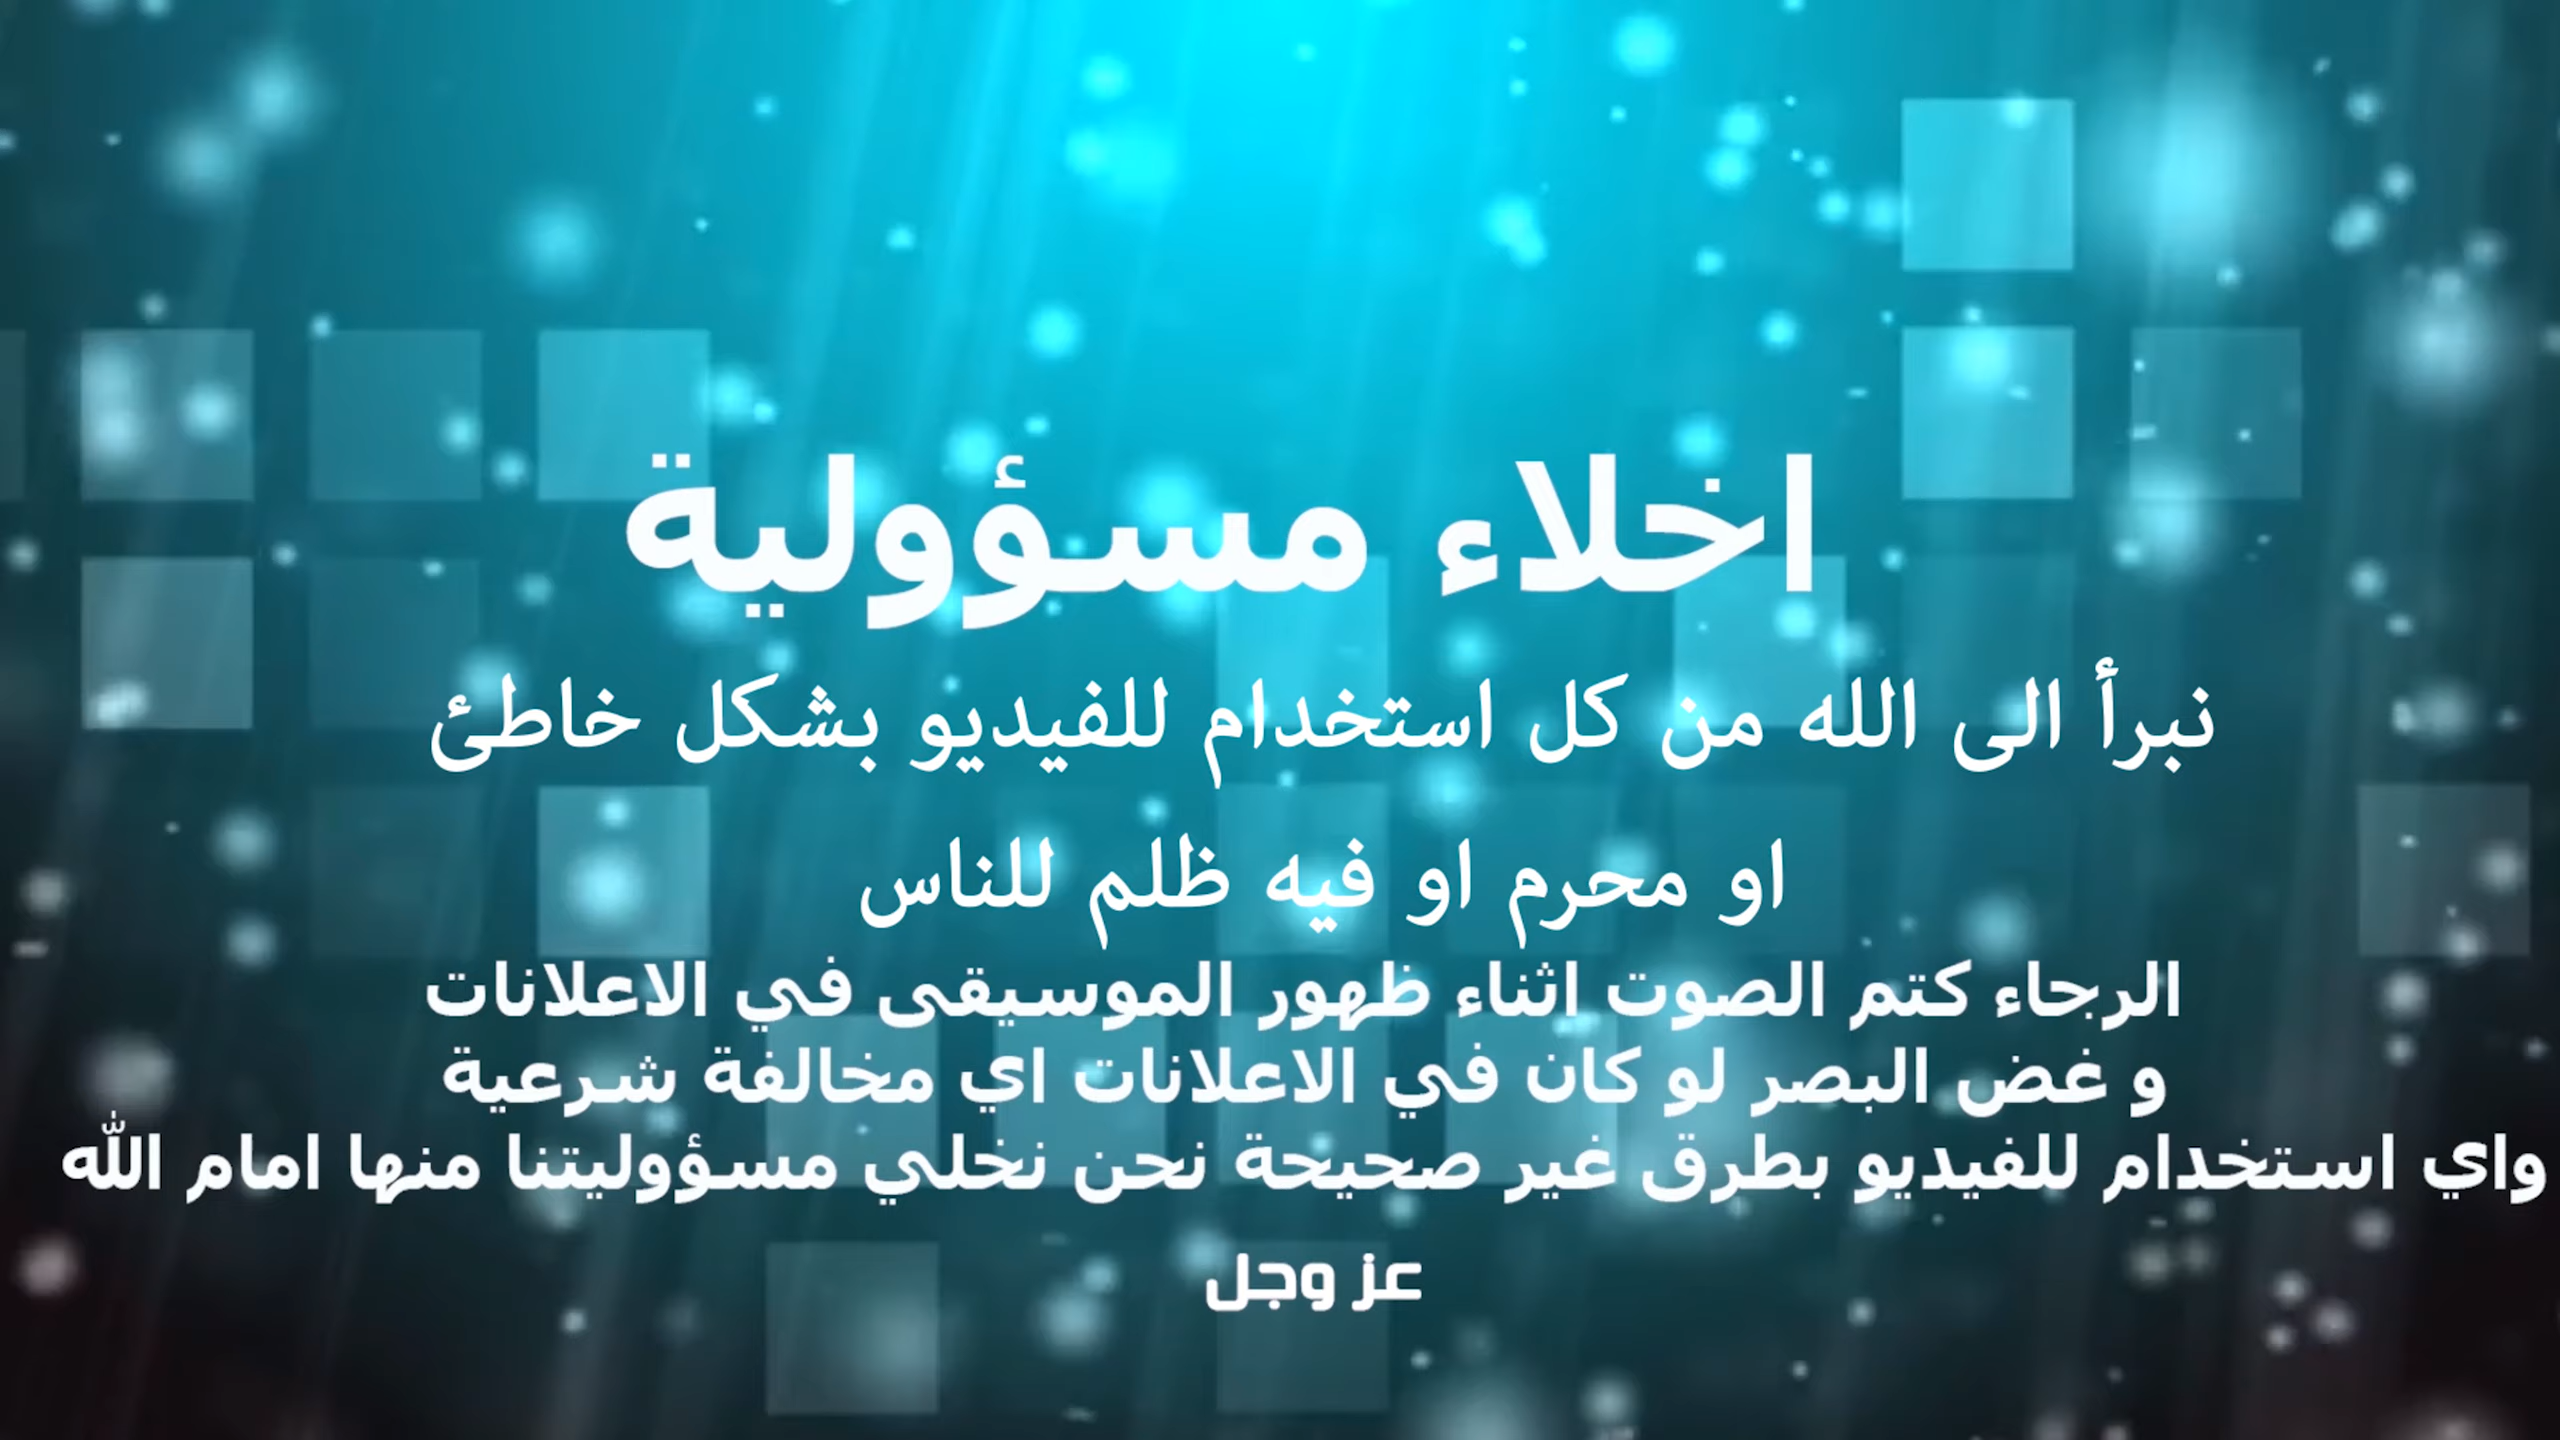 اخلاء مسؤولية
نبرأ الى الله من كل استخدام للفيديو بشكل خاطئ
او محرم او فيه ظلم للناس
الرجاء كتم الصوت اثناء ظهور الموسيقى في الاعلانات
و غض البصر لو كان في الاعلانات اي مخالفة شرعية
واي استخدام للفيديو بطرق غير صحيحة نحن نخلي مسؤوليتنا منها امام الله
عز وجل